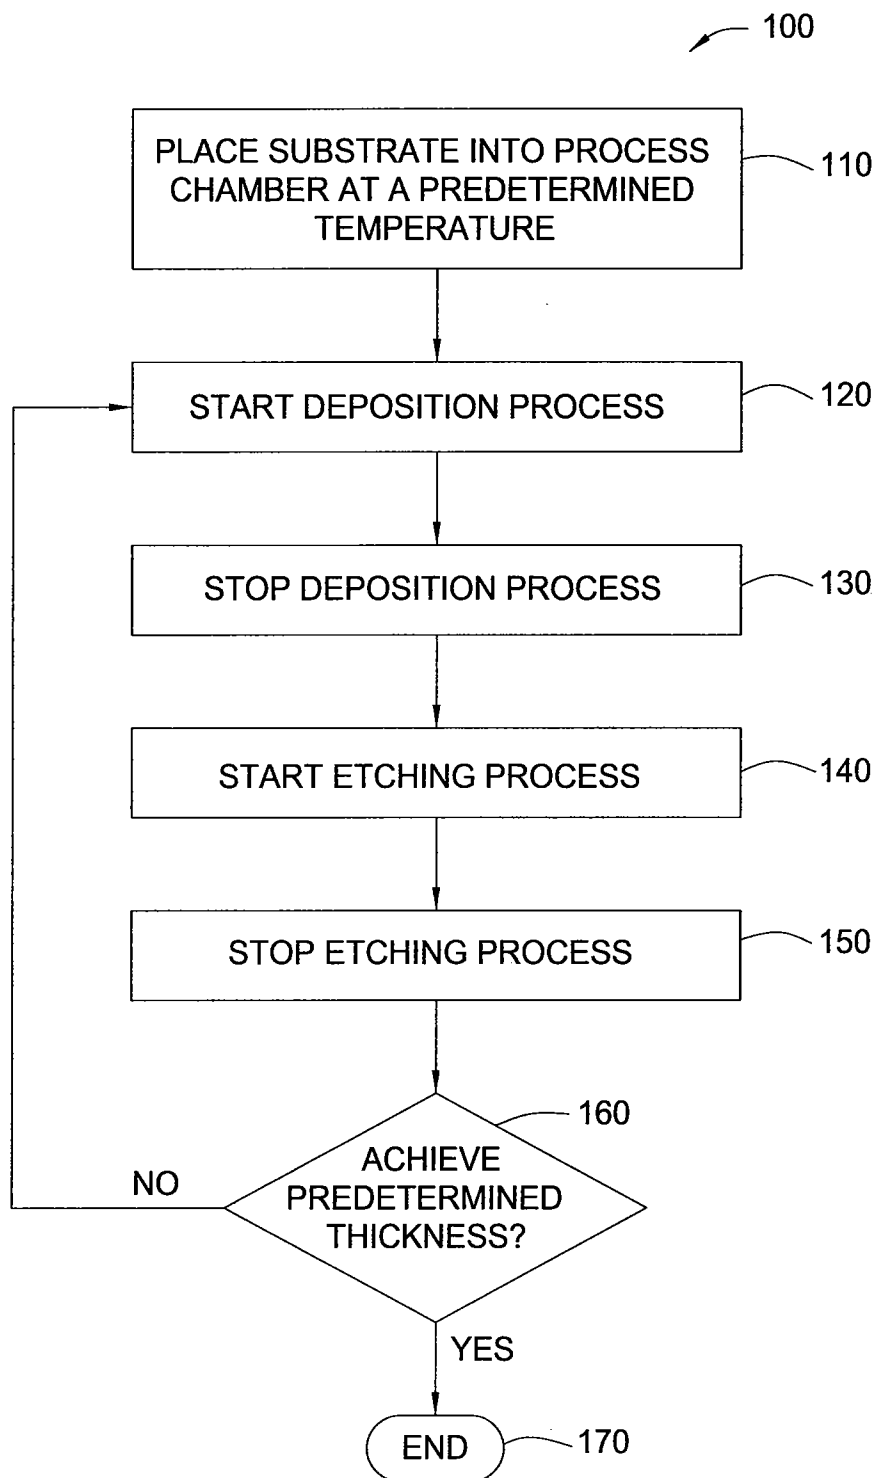 100
PLACE SUBSTRATE INTO PROCESS
CHAMBER AT A PREDETERMINED
TEMPERATURE
110
START DEPOSITION PROCESS
120
STOP DEPOSITION PROCESS
130
START ETCHING PROCESS
140
STOP ETCHING PROCESS
150
160
ACHIEVE
PREDETERMINED
THICKNESS?
NO
YES
END
170